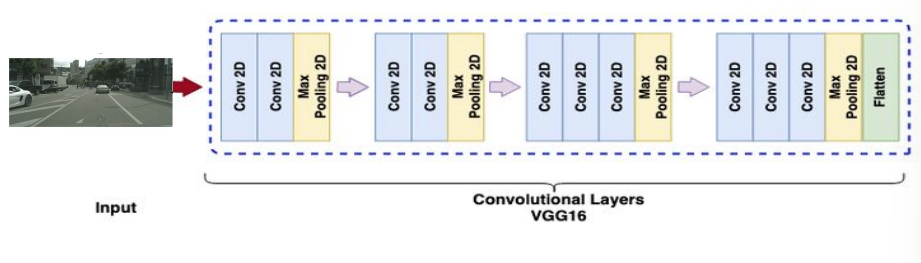 Conv 2D
Conv 2D
Max
Pooling 2D
Conv 2D
Conv 2D
Max
Pooling 2D
Conv 2D
Conv 2D
Conv 2D
Max
Pooling 2D
Conv 2D
Conv 2D
Conv 2D
Max
Pooling 2D
Flatten
Convolutional Layers
VGG16
Input